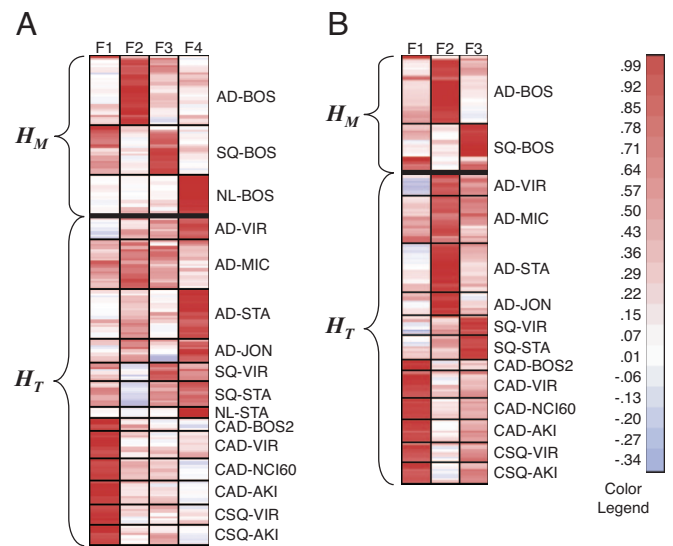 A
F1 F2 F3 F4
H_M
AD-BOS
SQ-BOS
NL-BOS
H_T
AD-VIR
AD-MIC
AD-STA
AD-JON
SQ-VIR
SQ-STA
NL-STA
CAD-BOS2
CAD-VIR
CAD-NCI60
CAD-AKI
CSQ-VIR
CSQ-AKI
B
F1 F2 F3
H_M
AD-BOS
SQ-BOS
H_T
AD-VIR
AD-MIC
AD-STA
AD-JON
SQ-VIR
SQ-STA
CAD-BOS2
CAD-VIR
CAD-NCI60
CAD-AKI
CSQ-VIR
CSQ-AKI
.99
.92
.85
.78
.71
.64
.57
.50
.43
.36
.29
.22
.15
.07
.01
-.06
-.13
-.20
-.27
-.34
Color
Legend